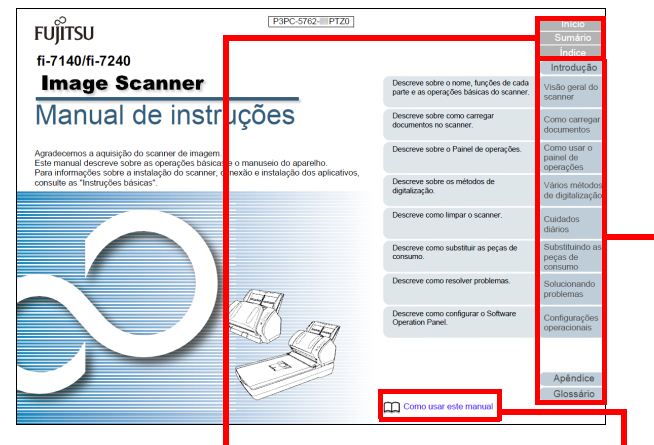 P3PC-5762- PTZ0
FUJITSU
fi-7140/fi-7240
Image Scanner
Manual de instruções
Agradecemos a aquisição do scanner de imagem.
Este manual descreve sobre as operações básicas e o manuseio do aparelho.
Para informações sobre a instalação do scanner, conexão e instalação dos aplicativos,
consulte as "Instruções básicas".
Descreve sobre o nome, funções de cada
parte e as operações básicas do scanner.
Descreve sobre como carregar
documentos no scanner.
Descreve sobre o Painel de operações.
Descreve sobre os métodos de
digitalização.
Descreve como limpar o scanner.
Descreve como substituir as peças de
consumo.
Descreve como resolver problemas.
Descreve como configurar o Software
Operation Panel.
Como usar este manual
Início
Sumário
Índice
Introdução
Visão geral do
scanner
Como carregar
documentos
Como usar o
painel de
operações
Vários métodos
de digitalização
Cuidados
diários
Substituindo as
peças de
consumo
Solucionando
problemas
Configurações
operacionais
Apêndice
Glossário